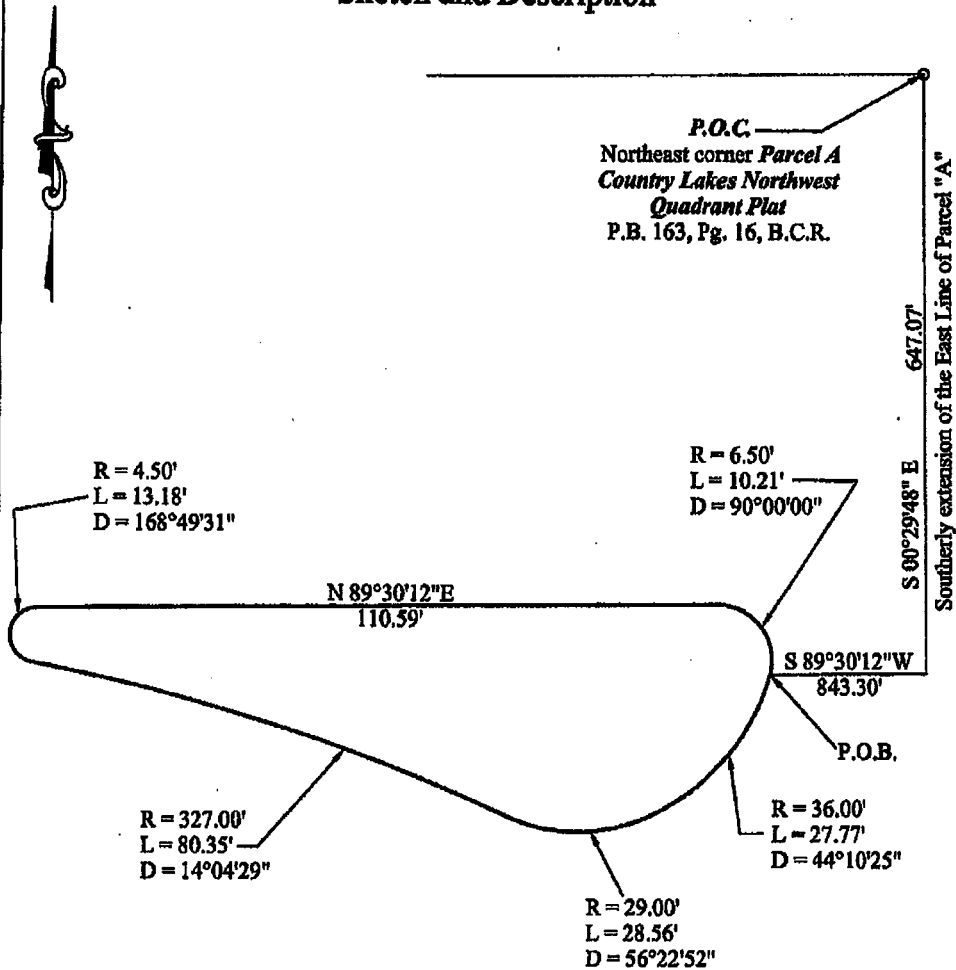 Sketch and Description
P.O.C.
Northeast corner Parcel A
Country Lakes Northwest
Quadrant Plat
P.B. 163, Pg. 16, B.C.R.
647.07'
S 00°29'48" E
Southerly extension of the East Line of Parcel "A"
R = 4.50'
L = 13.18'
D = 168°49'31"
R = 6.50'
L = 10.21'
D = 90°00'00"
N 89°30'12"E
110.59'
S 89°30'12"W
843.30'
P.O.B.
R = 327.00'
L = 80.35'
D = 14°04'29"
R = 36.00'
L = 27.77'
D = 44°10'25"
R = 29.00'
L = 28.56'
D = 56°22'52"